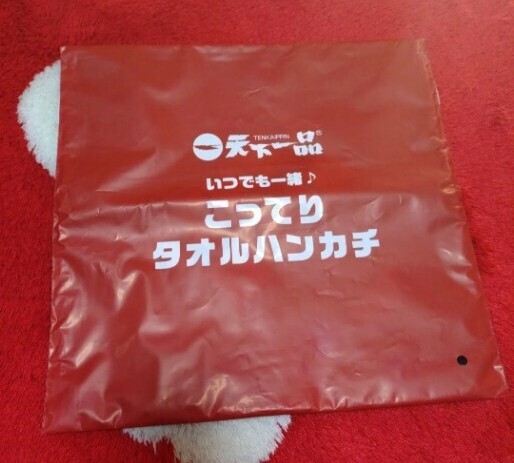 TENKAIPPIN
天下一品®
いつでも一緒♪
こってり
タオルハンカチ